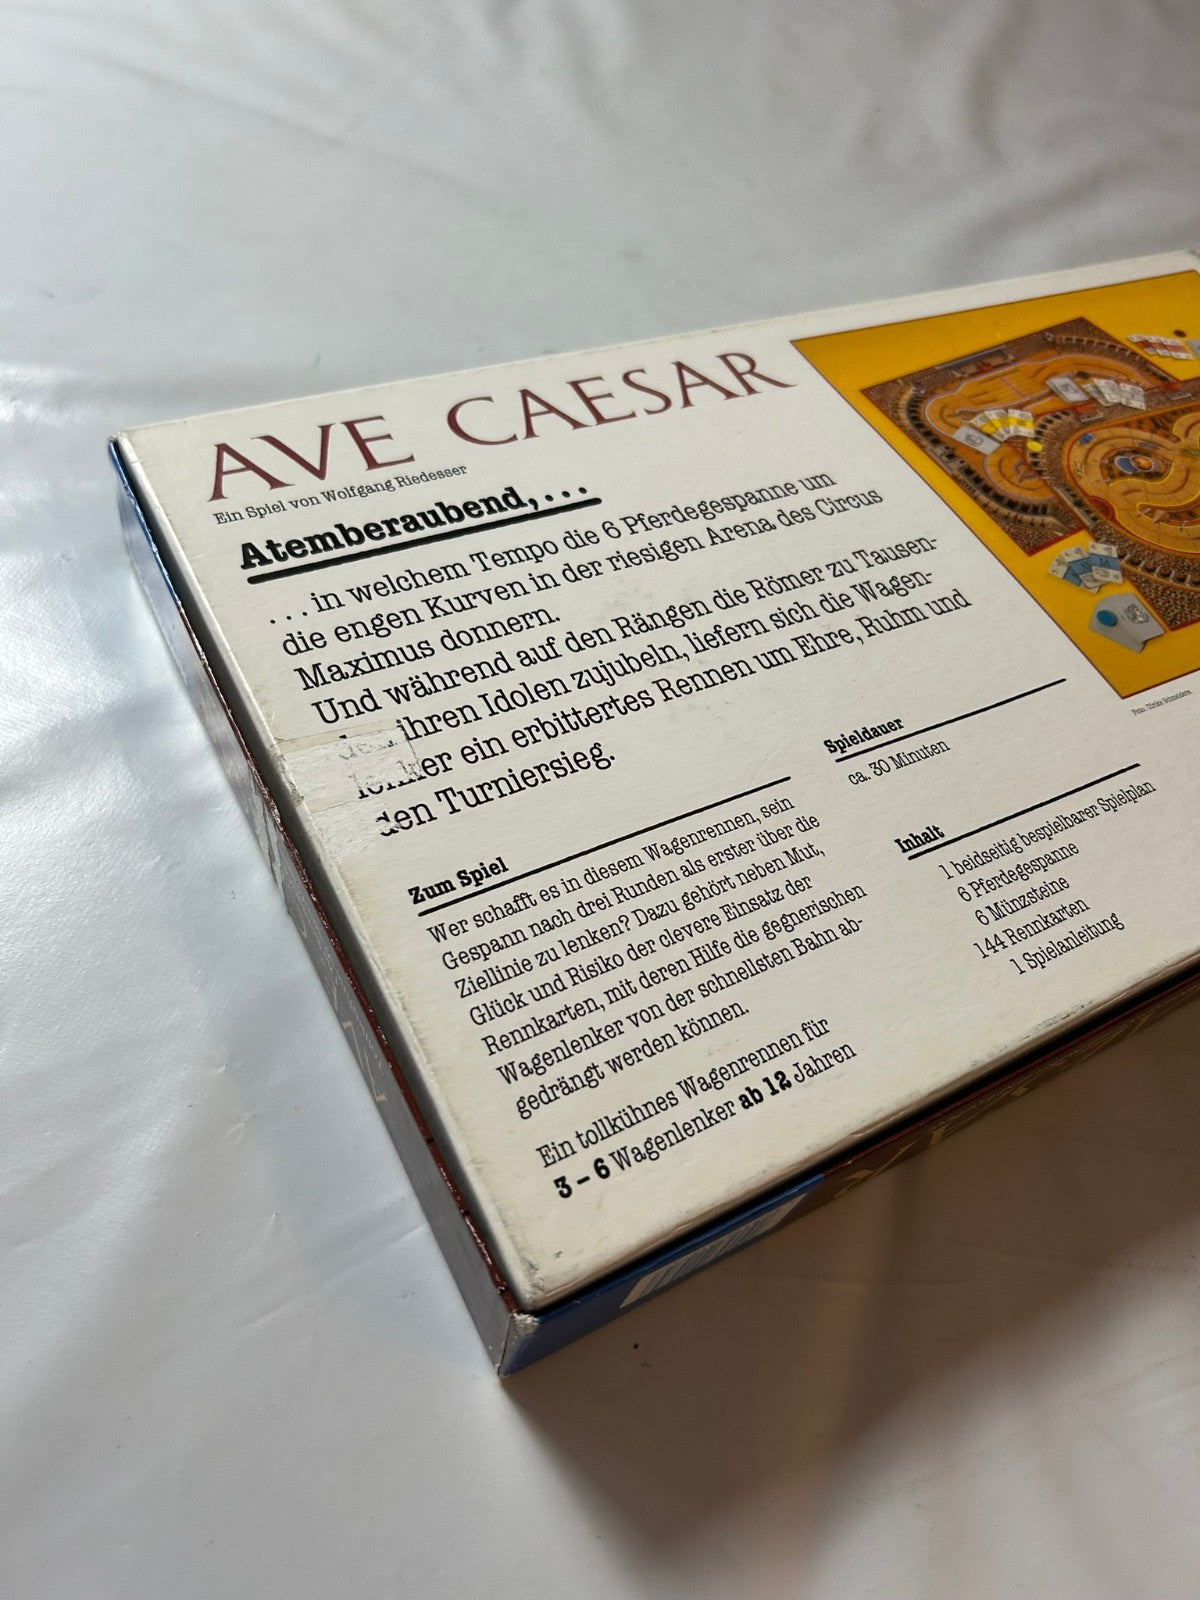 AVE CAESAR
Ein Spiel von Wolfgang Riedesser
Atemberaubend, ...
... in welchem Tempo die 6 Pferdegespanne um
die engen Kurven in der riesigen Arena des Circus
Maximus donnern.
Und während auf den Rängen die Römer zu Tausen-
ihren Idolen zujubeln, liefern sich die Wagen-
lenker ein erbittertes Rennen um Ehre, Ruhm und
den Turniersieg.
Zum Spiel
Wer schafft es in diesem Wagenrennen, sein
Gespann nach drei Runden als erster über die
Ziellinie zu lenken? Dazu gehört neben Mut,
Glück und Risiko der clevere Einsatz der
Rennkarten, mit deren Hilfe die gegnerischen
Wagenlenker von der schnellsten Bahn ab-
gedrängt werden können.
Ein tollkühnes Wagenrennen für
3 – 6 Wagenlenker ab 12 Jahren
Spieldauer
ca. 30 Minuten
Inhalt
1 beidseitig bespielbarer Spielplan
6 Pferdegespanne
6 Münzsteine
144 Rennkarten
1 Spielanleitung